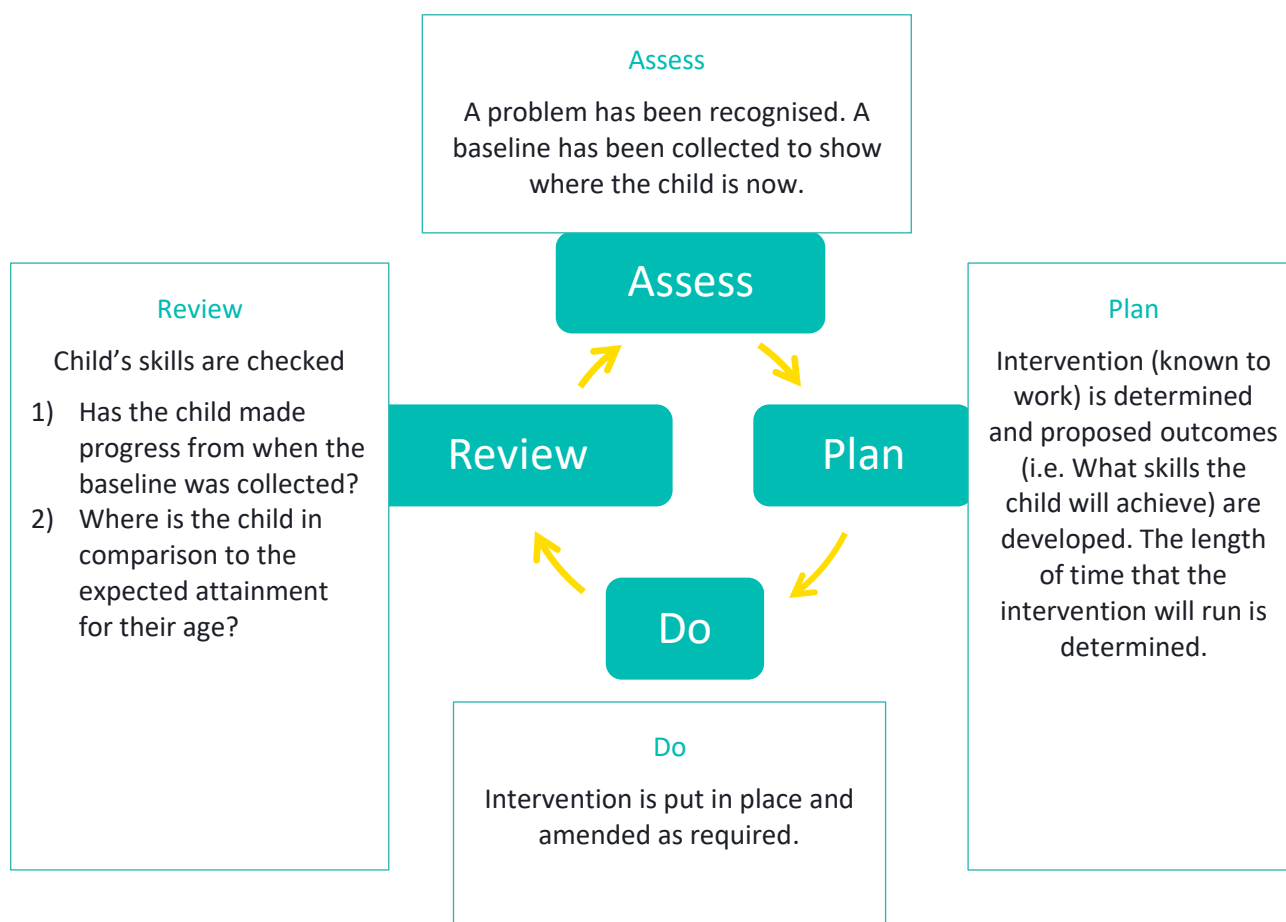 Assess
A problem has been recognised. A
baseline has been collected to show
where the child is now.
Assess
Review
Child’s skills are checked
1) Has the child made
progress from when the
baseline was collected?
2) Where is the child in
comparison to the
expected attainment
for their age?
Review
Plan
Plan
Intervention (known to
work) is determined
and proposed outcomes
(i.e. What skills the
child will achieve) are
developed. The length
of time that the
intervention will run is
determined.
Do
Do
Intervention is put in place and
amended as required.